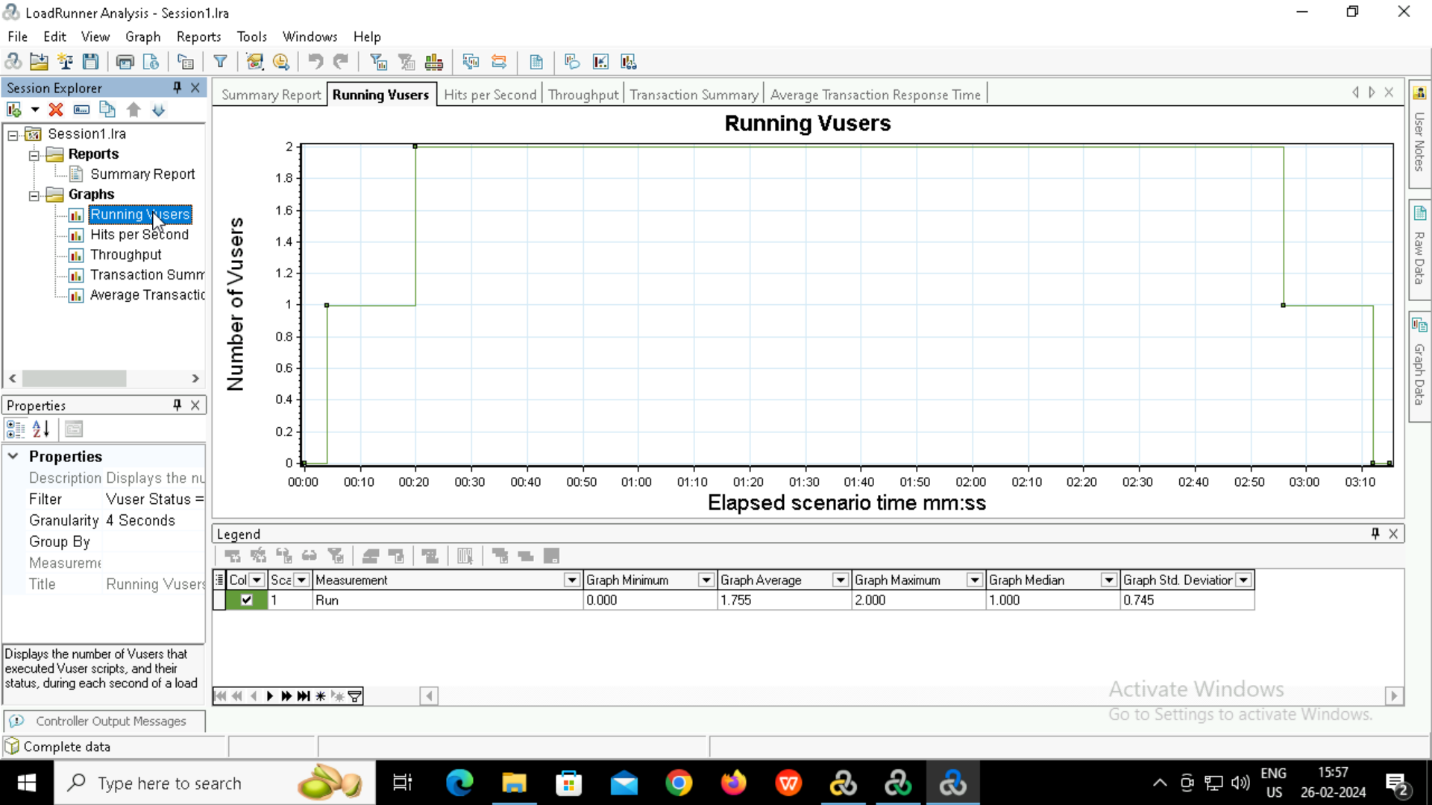 LoadRunner Analysis - Session1.lra
File Edit View Graph Reports Tools Windows Help
Session Explorer
Session1.lra
Reports
Summary Report
Graphs
Running Vusers
Hits per Second
Throughput
Transaction Summ
Average Transactic
Properties
Properties
Description Displays the nu
Filter Vuser Status =
Granularity 4 Seconds
Group By
Measureme
Title Running Vusers
Displays the number of Vusers that
executed Vuser scripts, and their
status, during each second of a load
Controller Output Messages
Complete data
Summary Report Running Vusers Hits per Second Throughput Transaction Summary Average Transaction Response Time
Running Vusers
Number of Vusers
2
1.8
1.6
1.4
1.2
1
0.8
0.6
0.4
0.2
0
00:00 00:10 00:20 00:30 00:40 00:50 01:00 01:10 01:20 01:30 01:40 01:50 02:00 02:10 02:20 02:30 02:40 02:50 03:00 03:10
Elapsed scenario time mm:ss
Legend
Col Sca Measurement Graph Minimum Graph Average Graph Maximum Graph Median Graph Std. Deviation
1 Run 0.000 1.755 2.000 1.000 0.745
User Notes
Raw Data
Graph Data
Activate Windows
Go to Settings to activate Windows.
Type here to search
ENG
US
15:57
26-02-2024
2